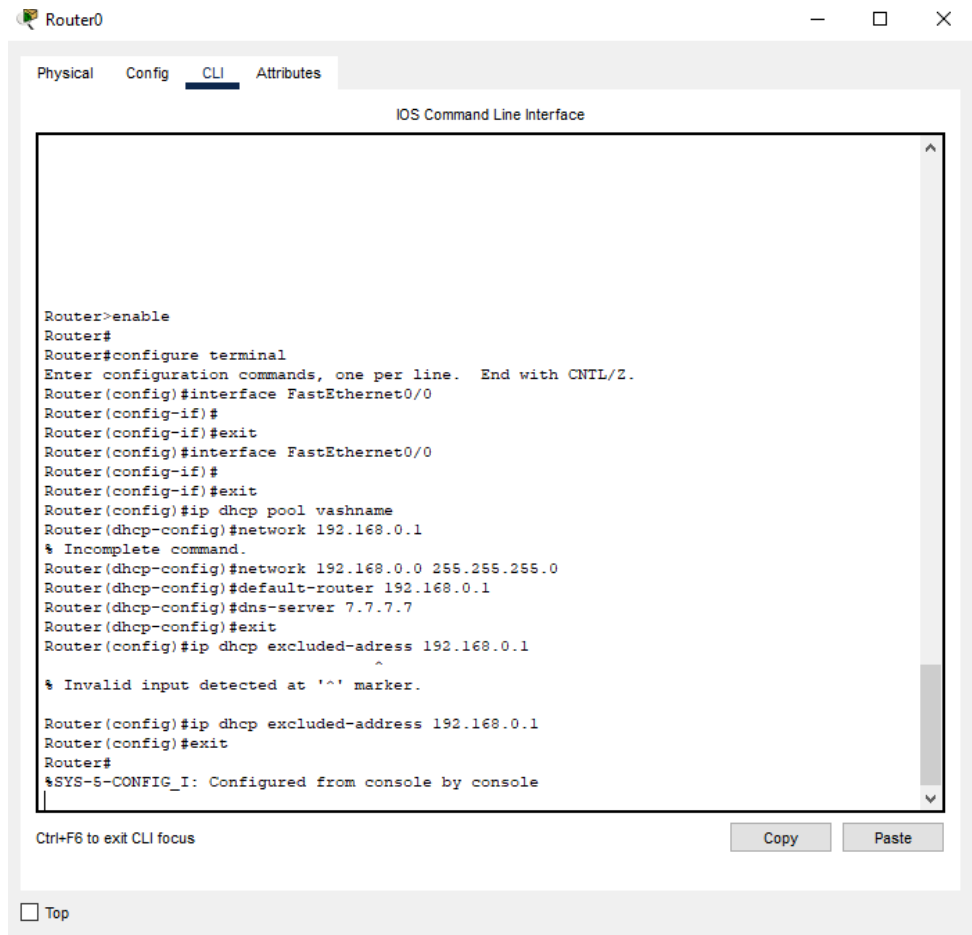 Router0
Physical Config CLI Attributes
IOS Command Line Interface
Router>enable
Router#
Router#configure terminal
Enter configuration commands, one per line.  End with CNTL/Z.
Router(config)#interface FastEthernet0/0
Router(config-if)#
Router(config-if)#exit
Router(config)#interface FastEthernet0/0
Router(config-if)#
Router(config-if)#exit
Router(config)#ip dhcp pool vashname
Router(dhcp-config)#network 192.168.0.1
% Incomplete command.
Router(dhcp-config)#network 192.168.0.0 255.255.255.0
Router(dhcp-config)#default-router 192.168.0.1
Router(dhcp-config)#dns-server 7.7.7.7
Router(dhcp-config)#exit
Router(config)#ip dhcp excluded-adress 192.168.0.1
^
% Invalid input detected at '^' marker.
Router(config)#ip dhcp excluded-address 192.168.0.1
Router(config)#exit
Router#
%SYS-5-CONFIG_I: Configured from console by console
Ctrl+F6 to exit CLI focus
Copy Paste
Top